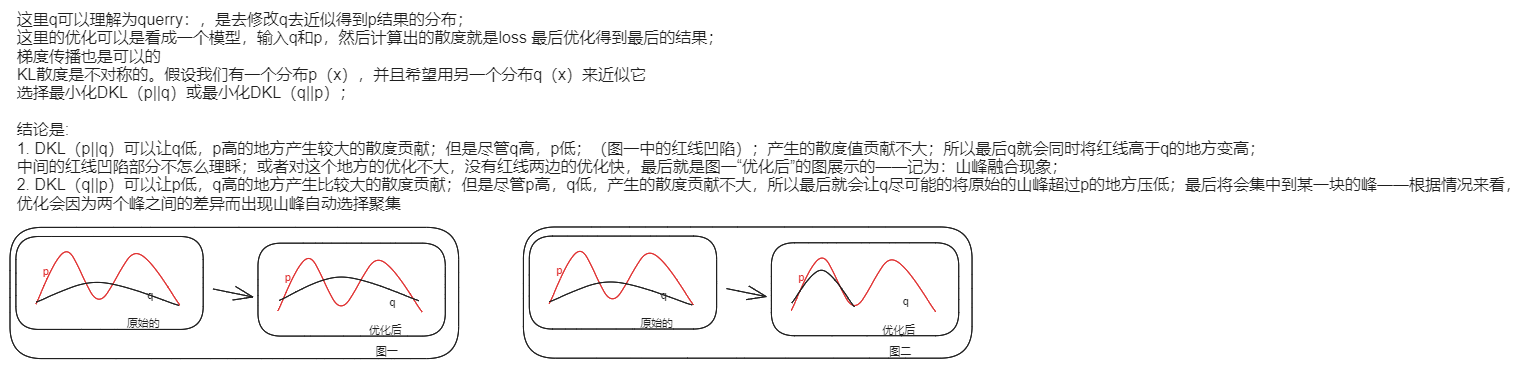 这里q可以理解为querry：，是去修改q去近似得到p结果的分布；
这里的优化可以是看成一个模型，输入q和p，然后计算出的散度就是loss 最后优化得到最后的结果；
梯度传播也是可以的
KL散度是不对称的。假设我们有一个分布p（x），并且希望用另一个分布q（x）来近似它
选择最小化DKL（p||q）或最小化DKL（q||p）；
结论是:
1. DKL（p||q）可以让q低，p高的地方产生较大的散度贡献；但是尽管q高，p低；（图一中的红线凹陷）；产生的散度值贡献不大；所以最后q就会同时将红线高于q的地方变高；
中间的红线凹陷部分不怎么理睬；或者对这个地方的优化不大，没有红线两边的优化快，最后就是图一“优化后”的图展示的——记为：山峰融合现象；
2. DKL（q||p）可以让p低，q高的地方产生比较大的散度贡献；但是尽管p高，q低，产生的散度贡献不大，所以最后就会让q尽可能的将原始的山峰超过p的地方压低；最后将会集中到某一块的峰——根据情况来看，
优化会因为两个峰之间的差异而出现山峰自动选择聚集
p
q
原始的
p
q
优化后
图一
p
q
原始的
p
q
优化后
图二